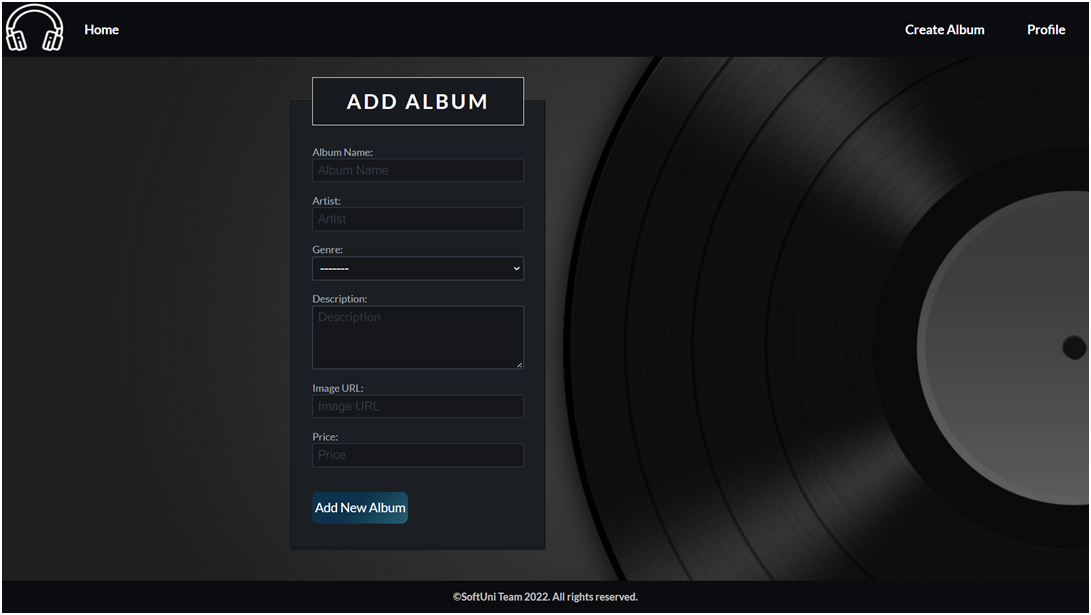 Home
Create Album
Profile
ADD ALBUM
Album Name:
Album Name
Artist:
Artist
Genre:
-------
Description:
Description
Image URL:
Image URL
Price:
Price
Add New Album
©SoftUni Team 2022. All rights reserved.